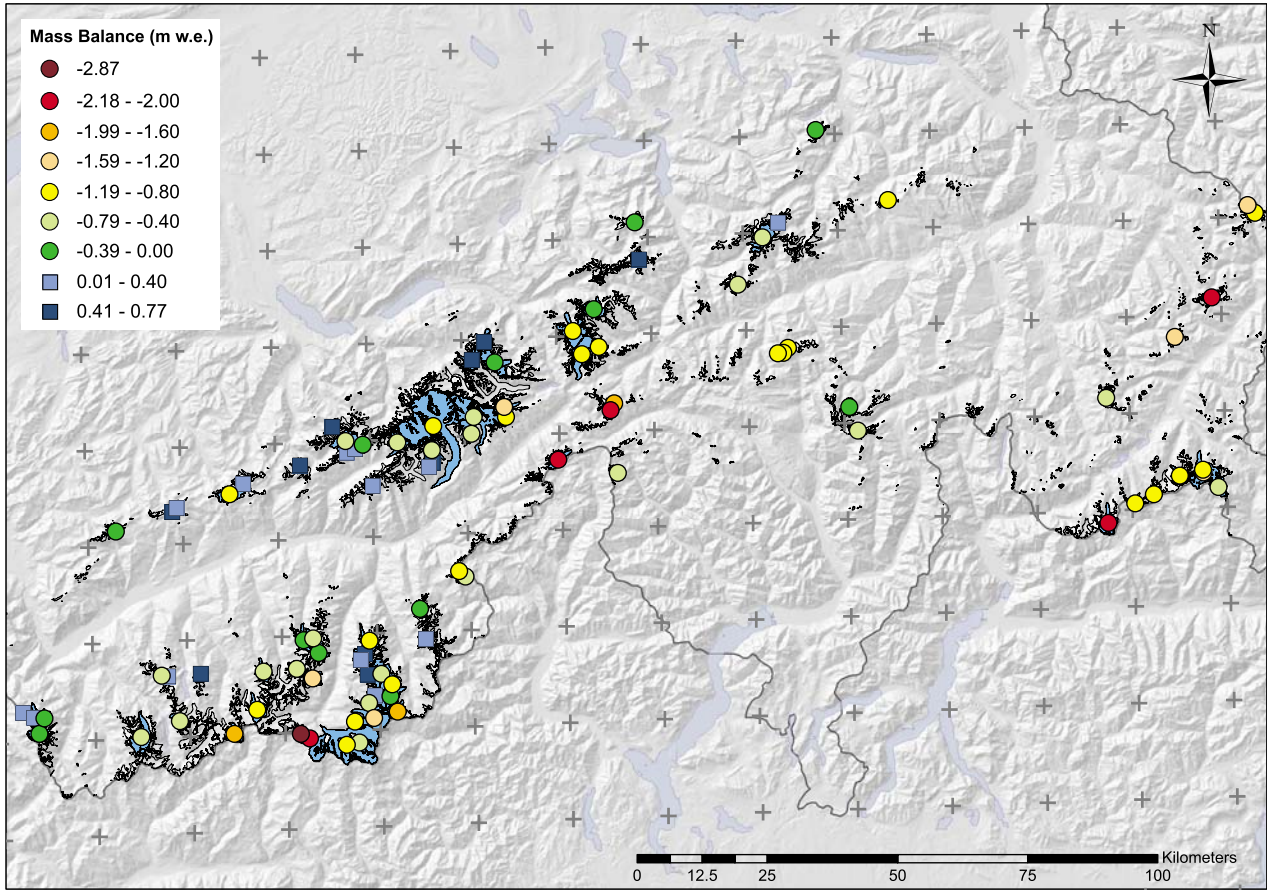 Mass Balance (m w.e.)
-2.87
-2.18 - -2.00
-1.99 - -1.60
-1.59 - -1.20
-1.19 - -0.80
-0.79 - -0.40
-0.39 - 0.00
0.01 - 0.40
0.41 - 0.77
N
Kilometers
0 12.5 25 50 75 100